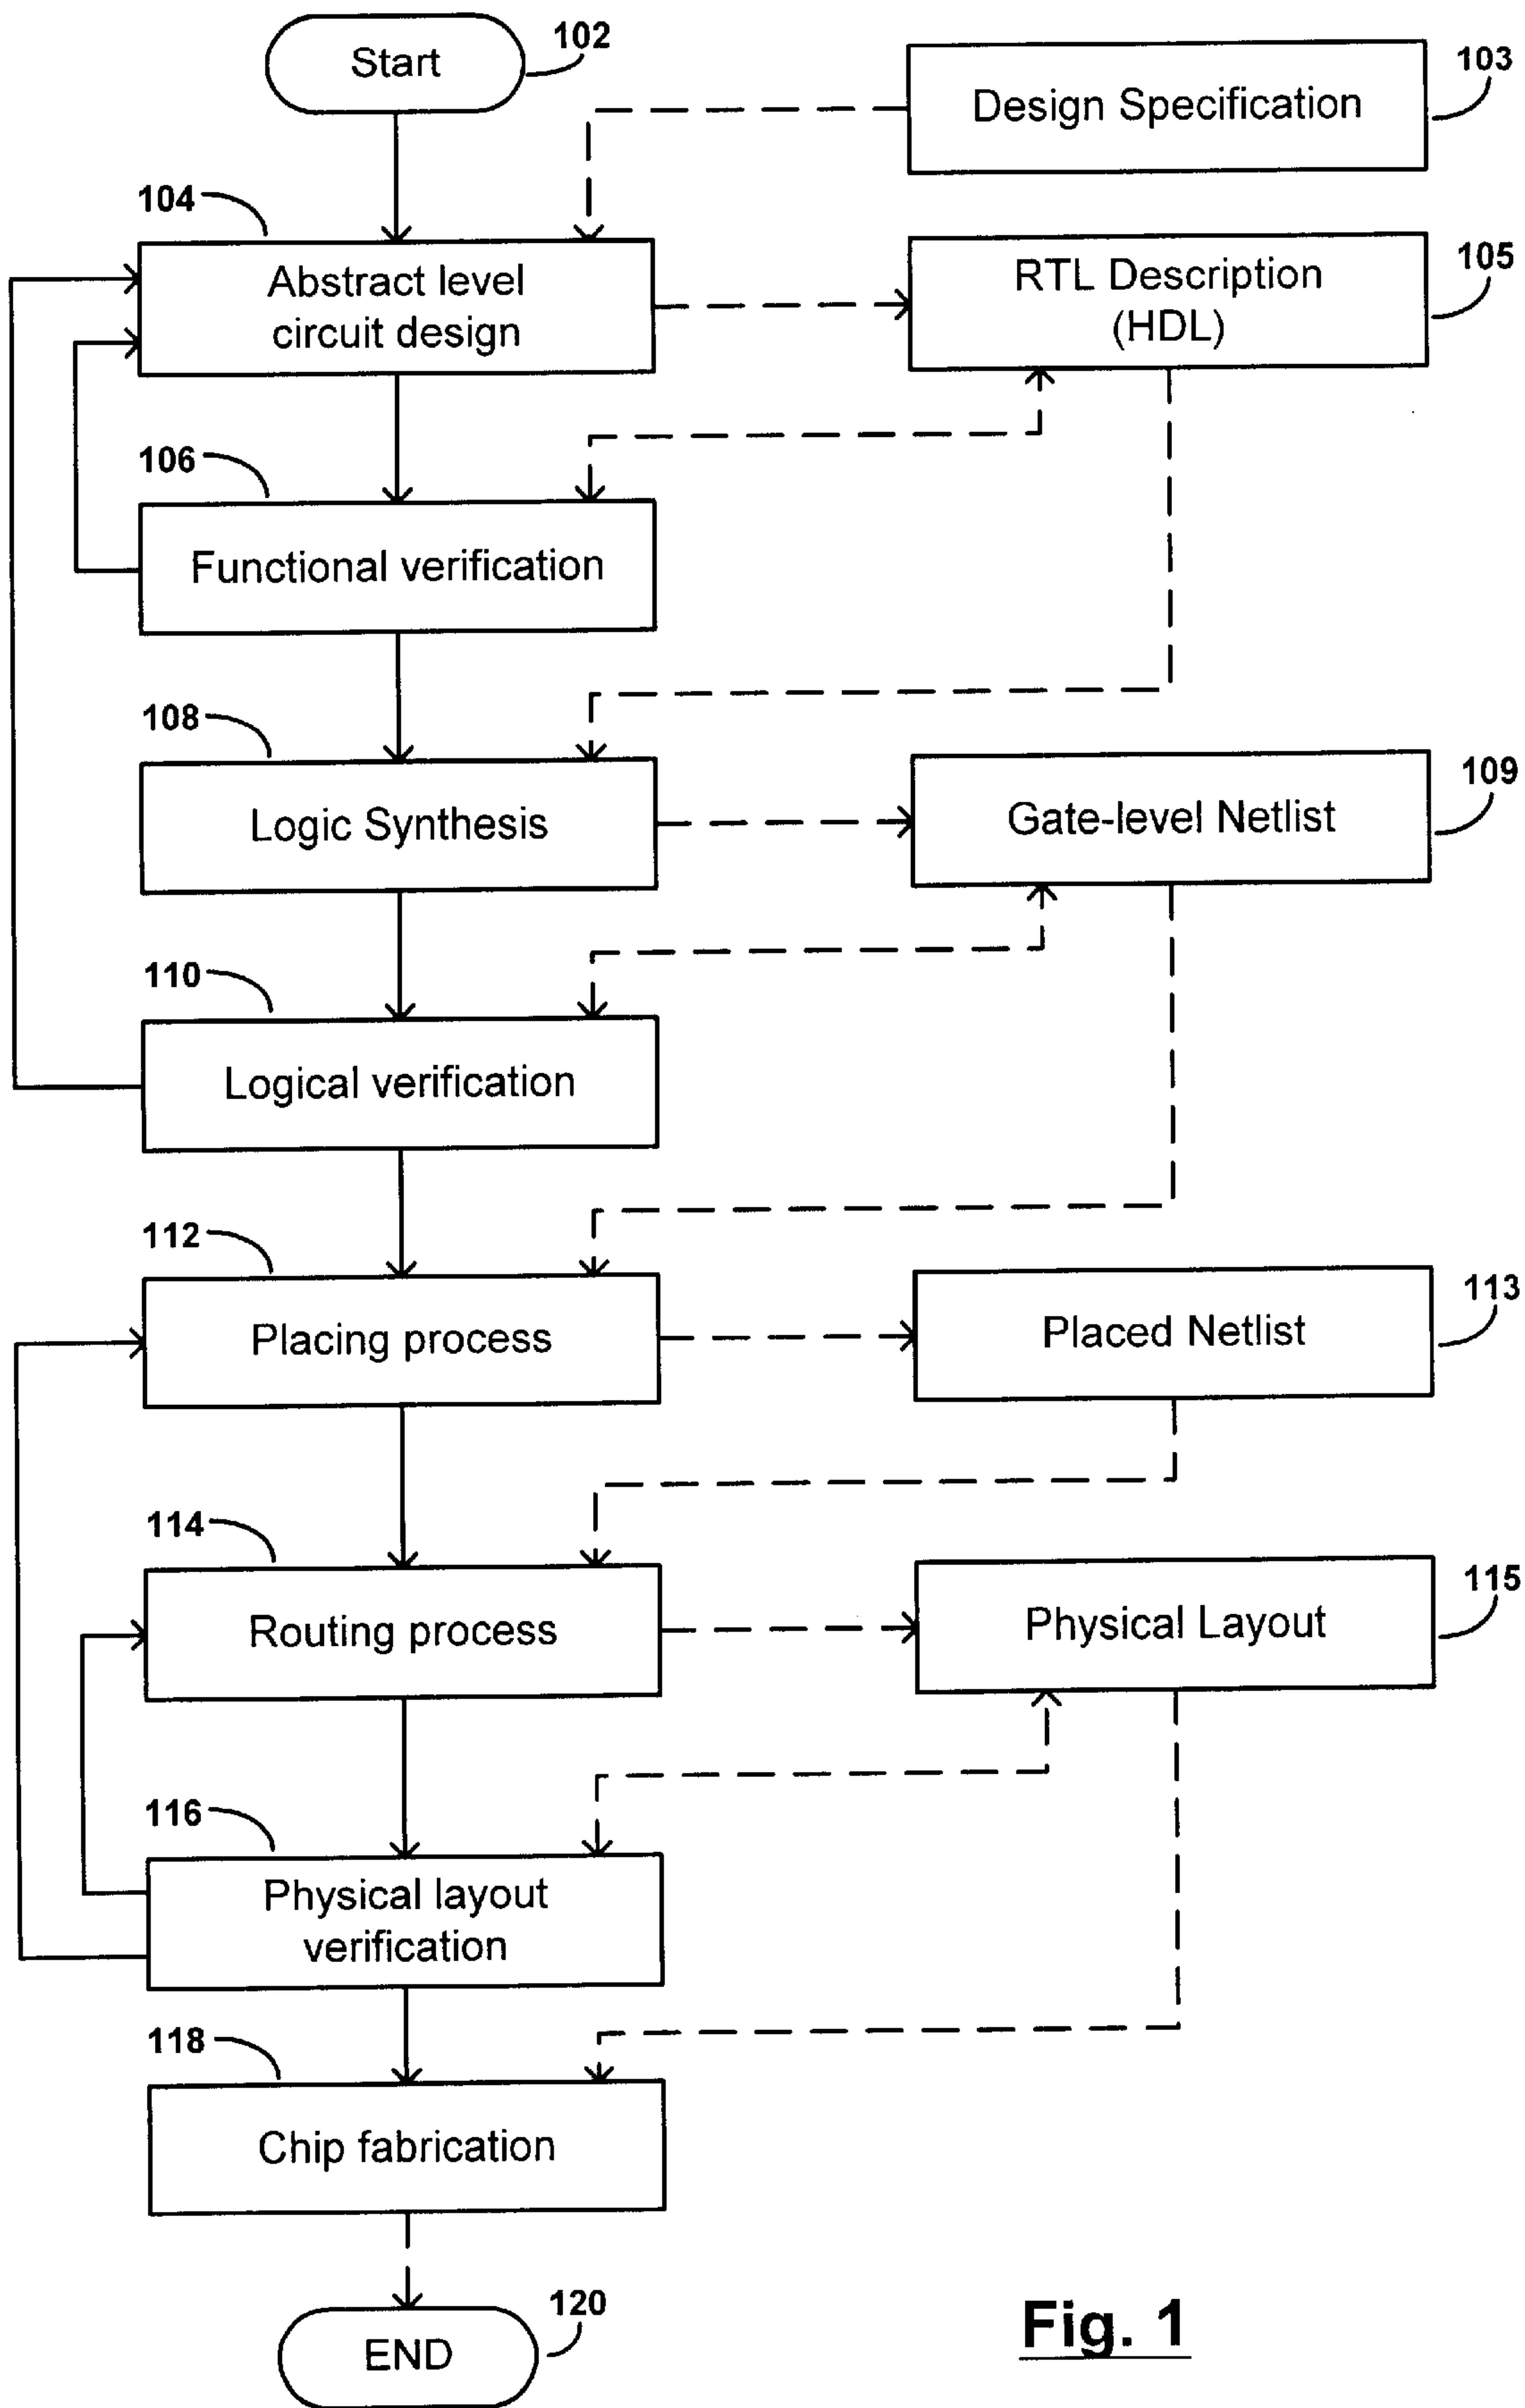 Start
102
Design Specification
103
104
Abstract level
circuit design
RTL Description
(HDL)
105
106
Functional verification
108
Logic Synthesis
Gate-level Netlist
109
110
Logical verification
112
Placing process
Placed Netlist
113
114
Routing process
Physical Layout
115
116
Physical layout
verification
118
Chip fabrication
END
120
Fig. 1